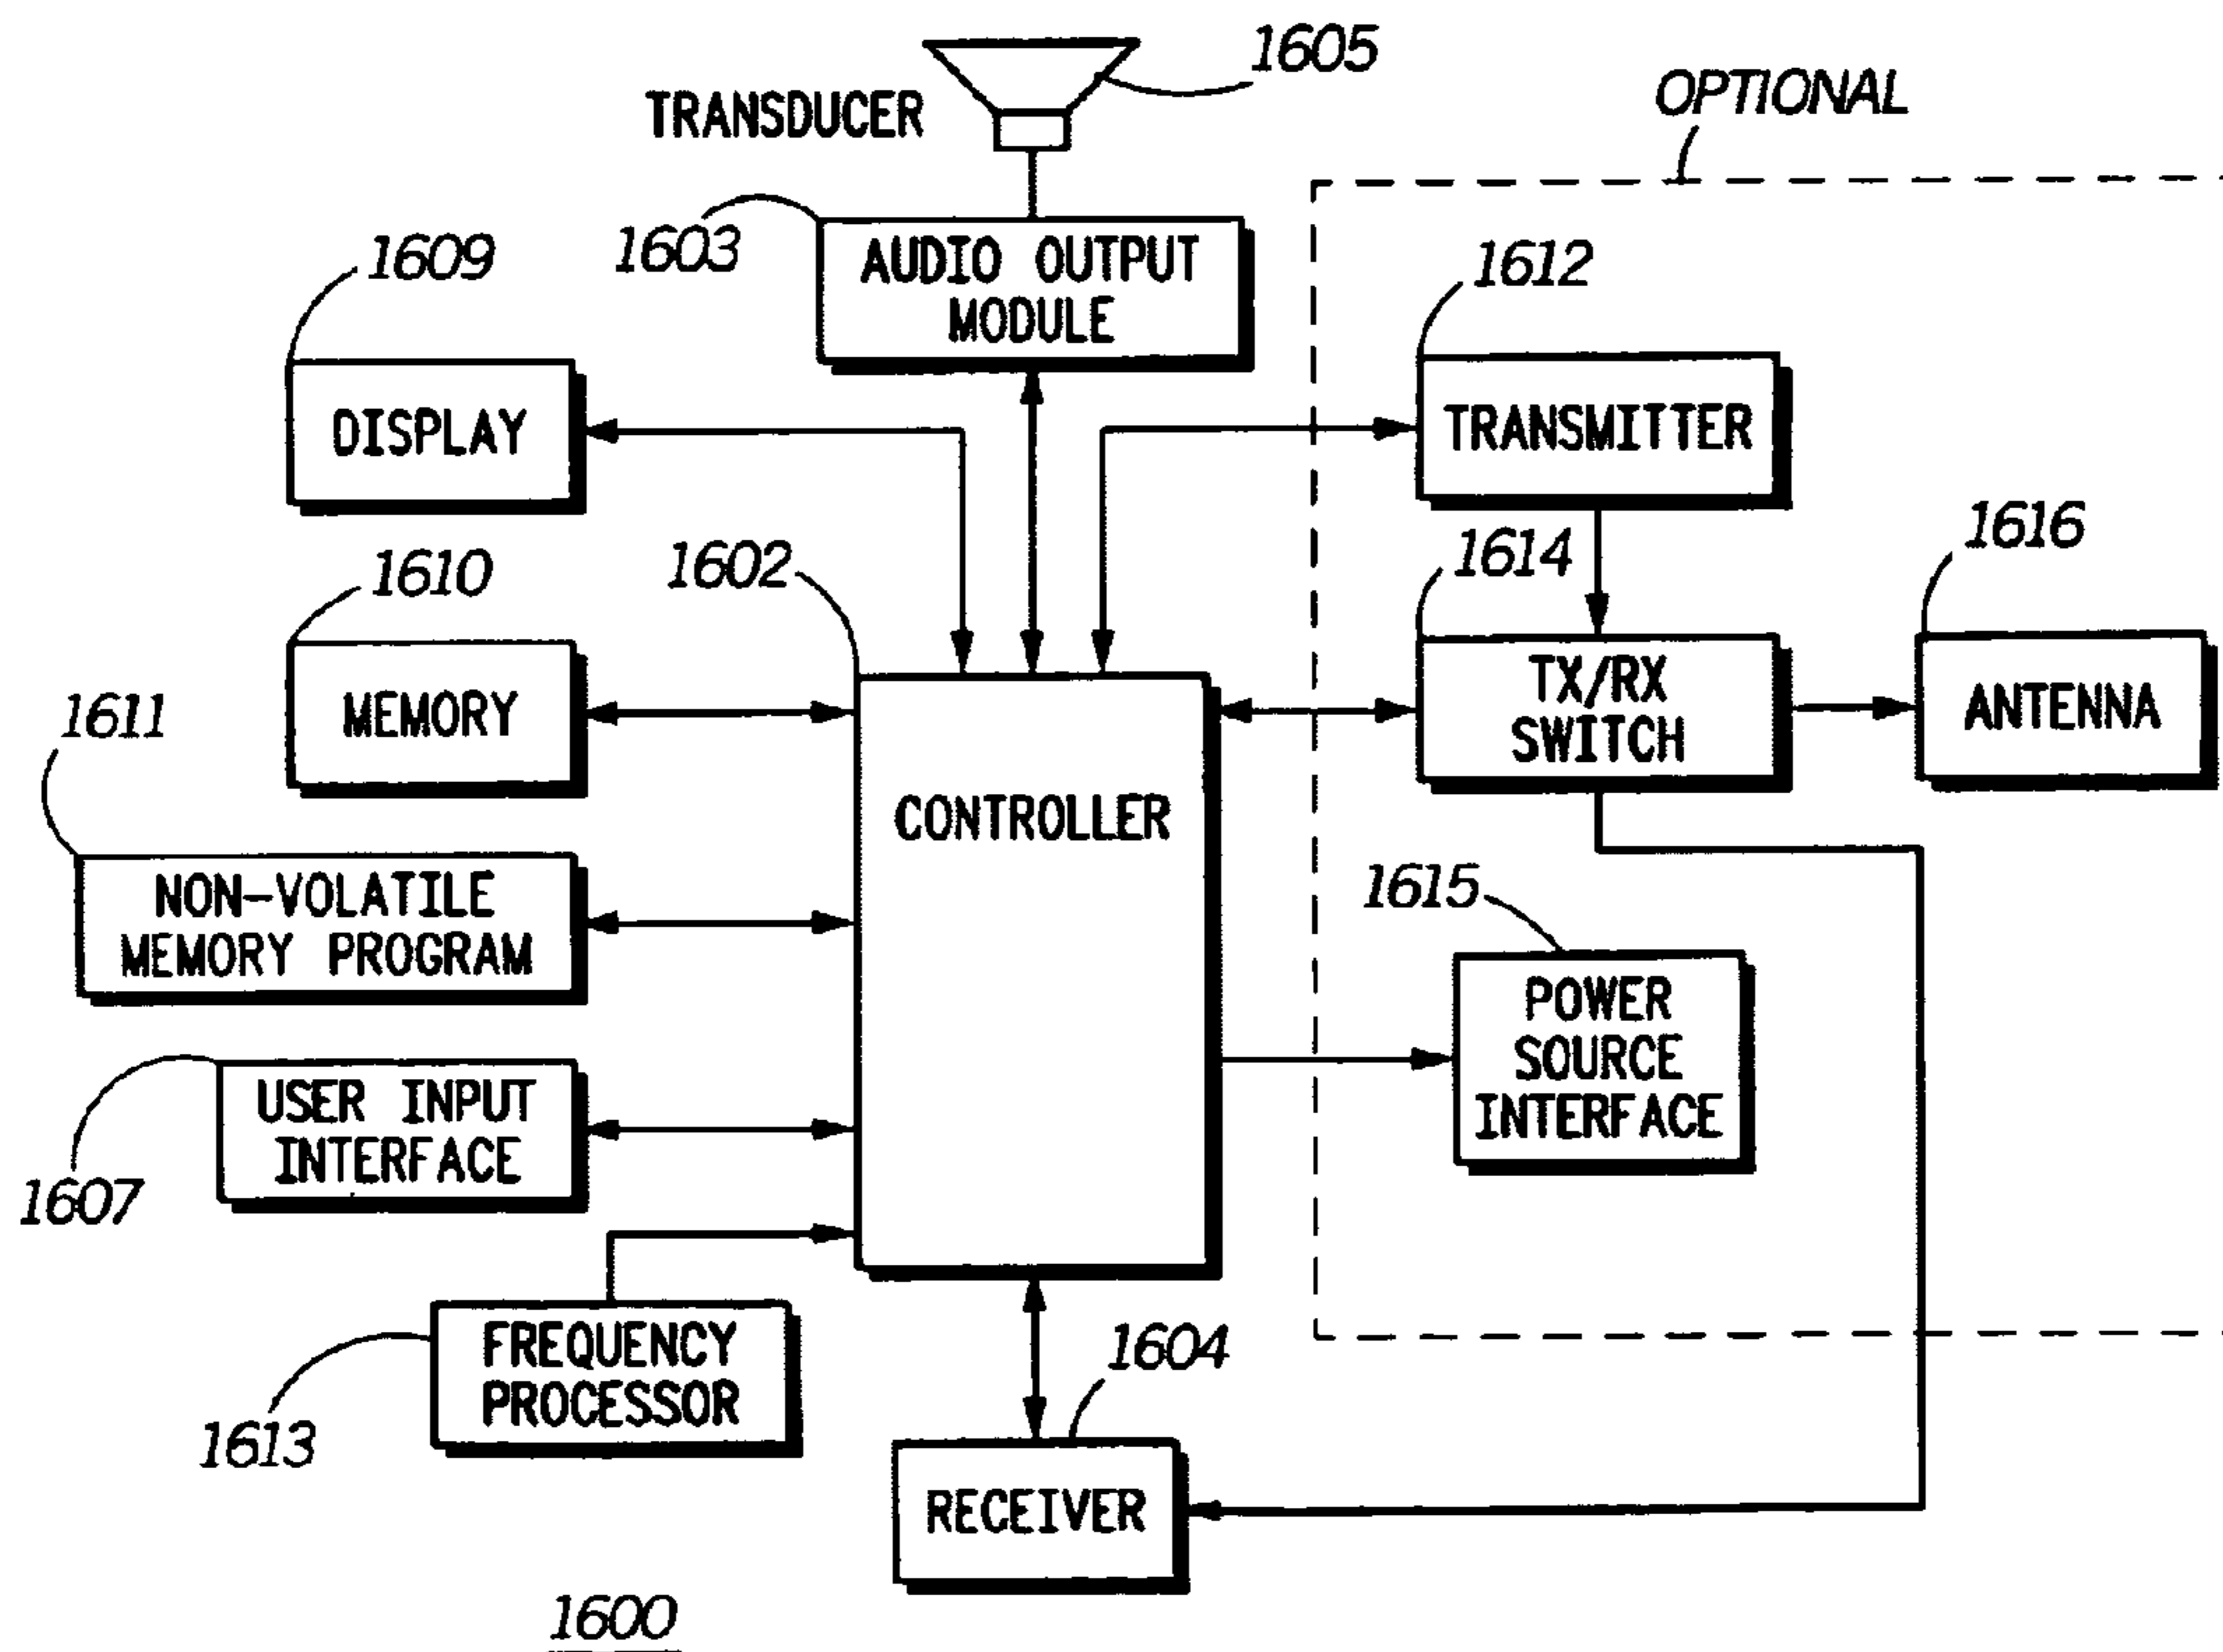 1605
OPTIONAL
TRANSDUCER
1603
AUDIO OUTPUT
MODULE
1609
1612
DISPLAY
TRANSMITTER
1610
1602
1614
1616
MEMORY
TX/RX
SWITCH
ANTENNA
1611
CONTROLLER
NON-VOLATILE
MEMORY PROGRAM
1615
POWER
SOURCE
INTERFACE
USER INPUT
INTERFACE
1607
FREQUENCY
PROCESSOR
1613
1604
RECEIVER
1600